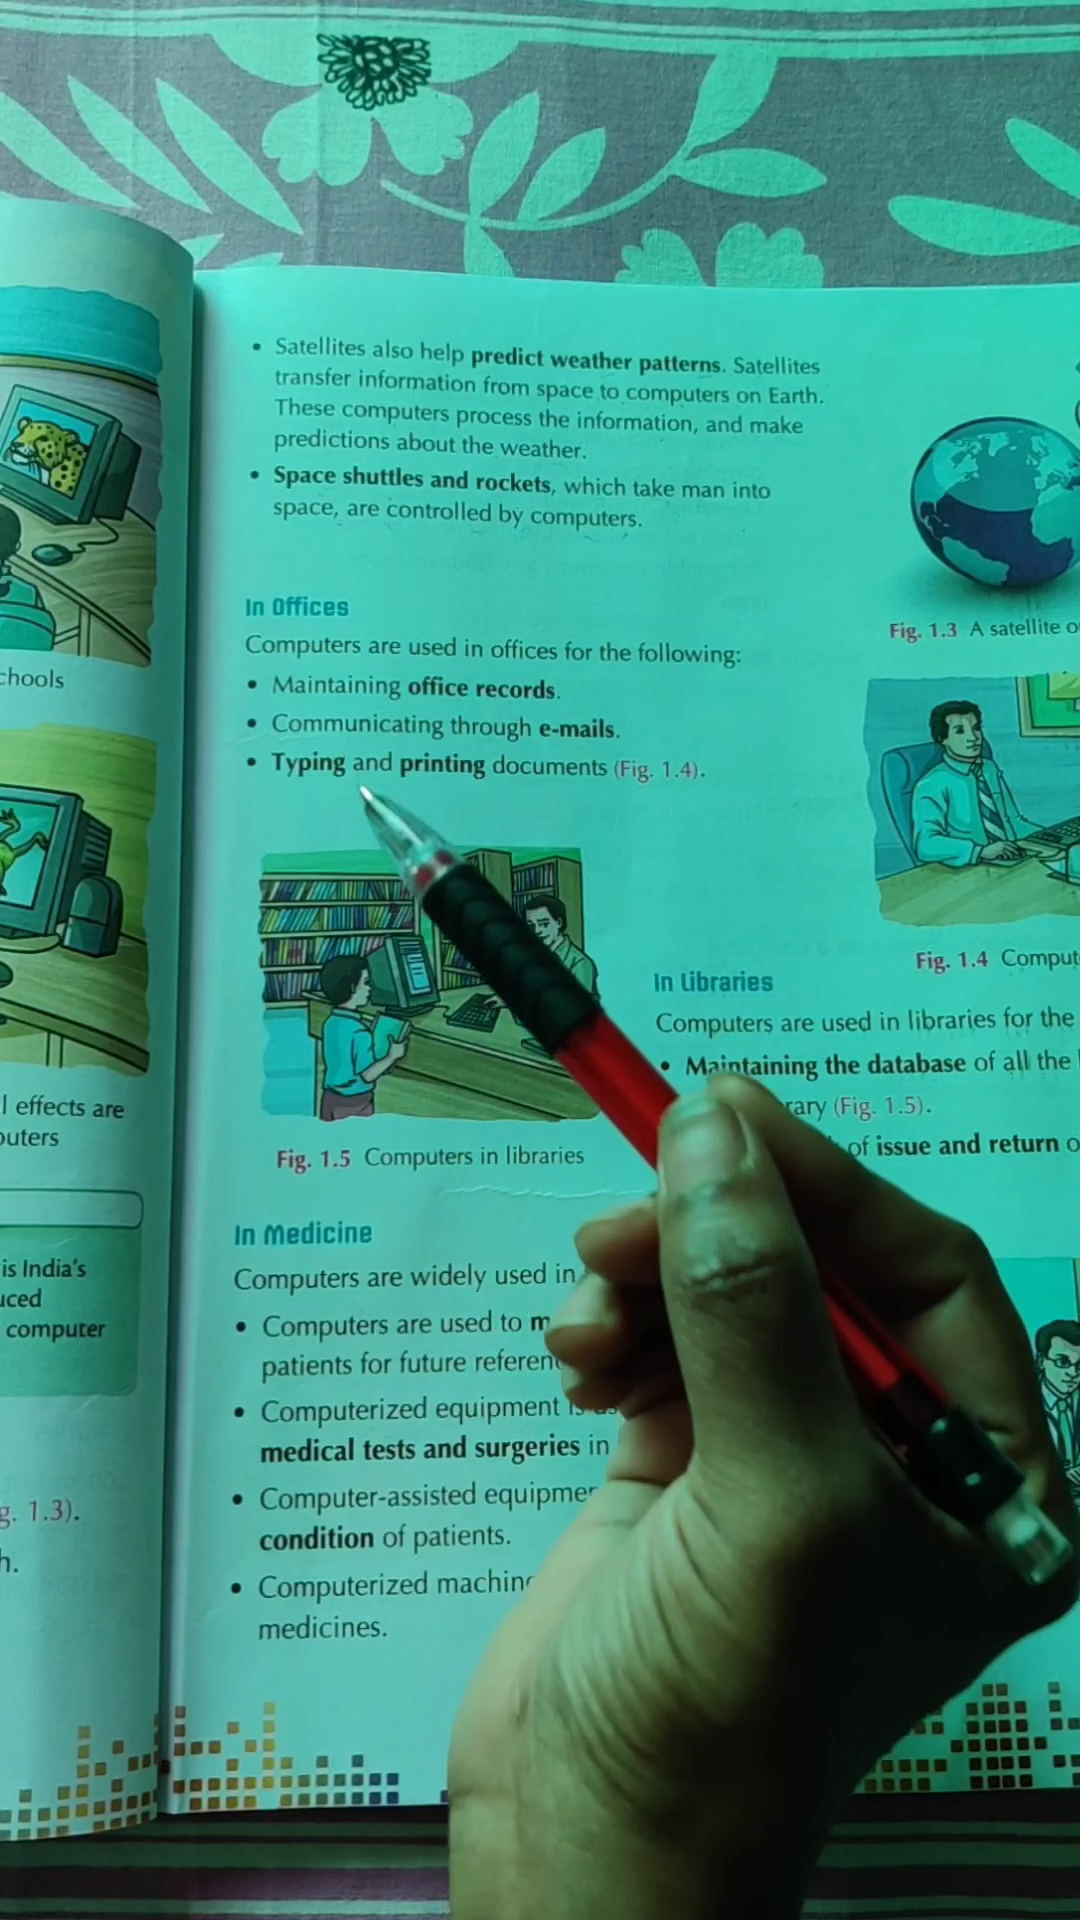 chools
l effects are
outers
is India's
uced
computer
g. 1.3).
h.
• Satellites also help predict weather patterns. Satellites
transfer information from space to computers on Earth.
These computers process the information, and make
predictions about the weather.
• Space shuttles and rockets, which take man into
space, are controlled by computers.
Fig. 1.3 A satellite o
In Offices
Computers are used in offices for the following:
• Maintaining office records.
• Communicating through e-mails.
• Typing and printing documents (Fig. 1.4).
Fig. 1.4 Comput
In Libraries
Computers are used in libraries for the
• Maintaining the database of all the
rary (Fig. 1.5).
of issue and return o
Fig. 1.5 Computers in libraries
In Medicine
Computers are widely used in
• Computers are used to m
patients for future referen
• Computerized equipment is us
medical tests and surgeries in
• Computer-assisted equipme
condition of patients.
• Computerized machin
medicines.